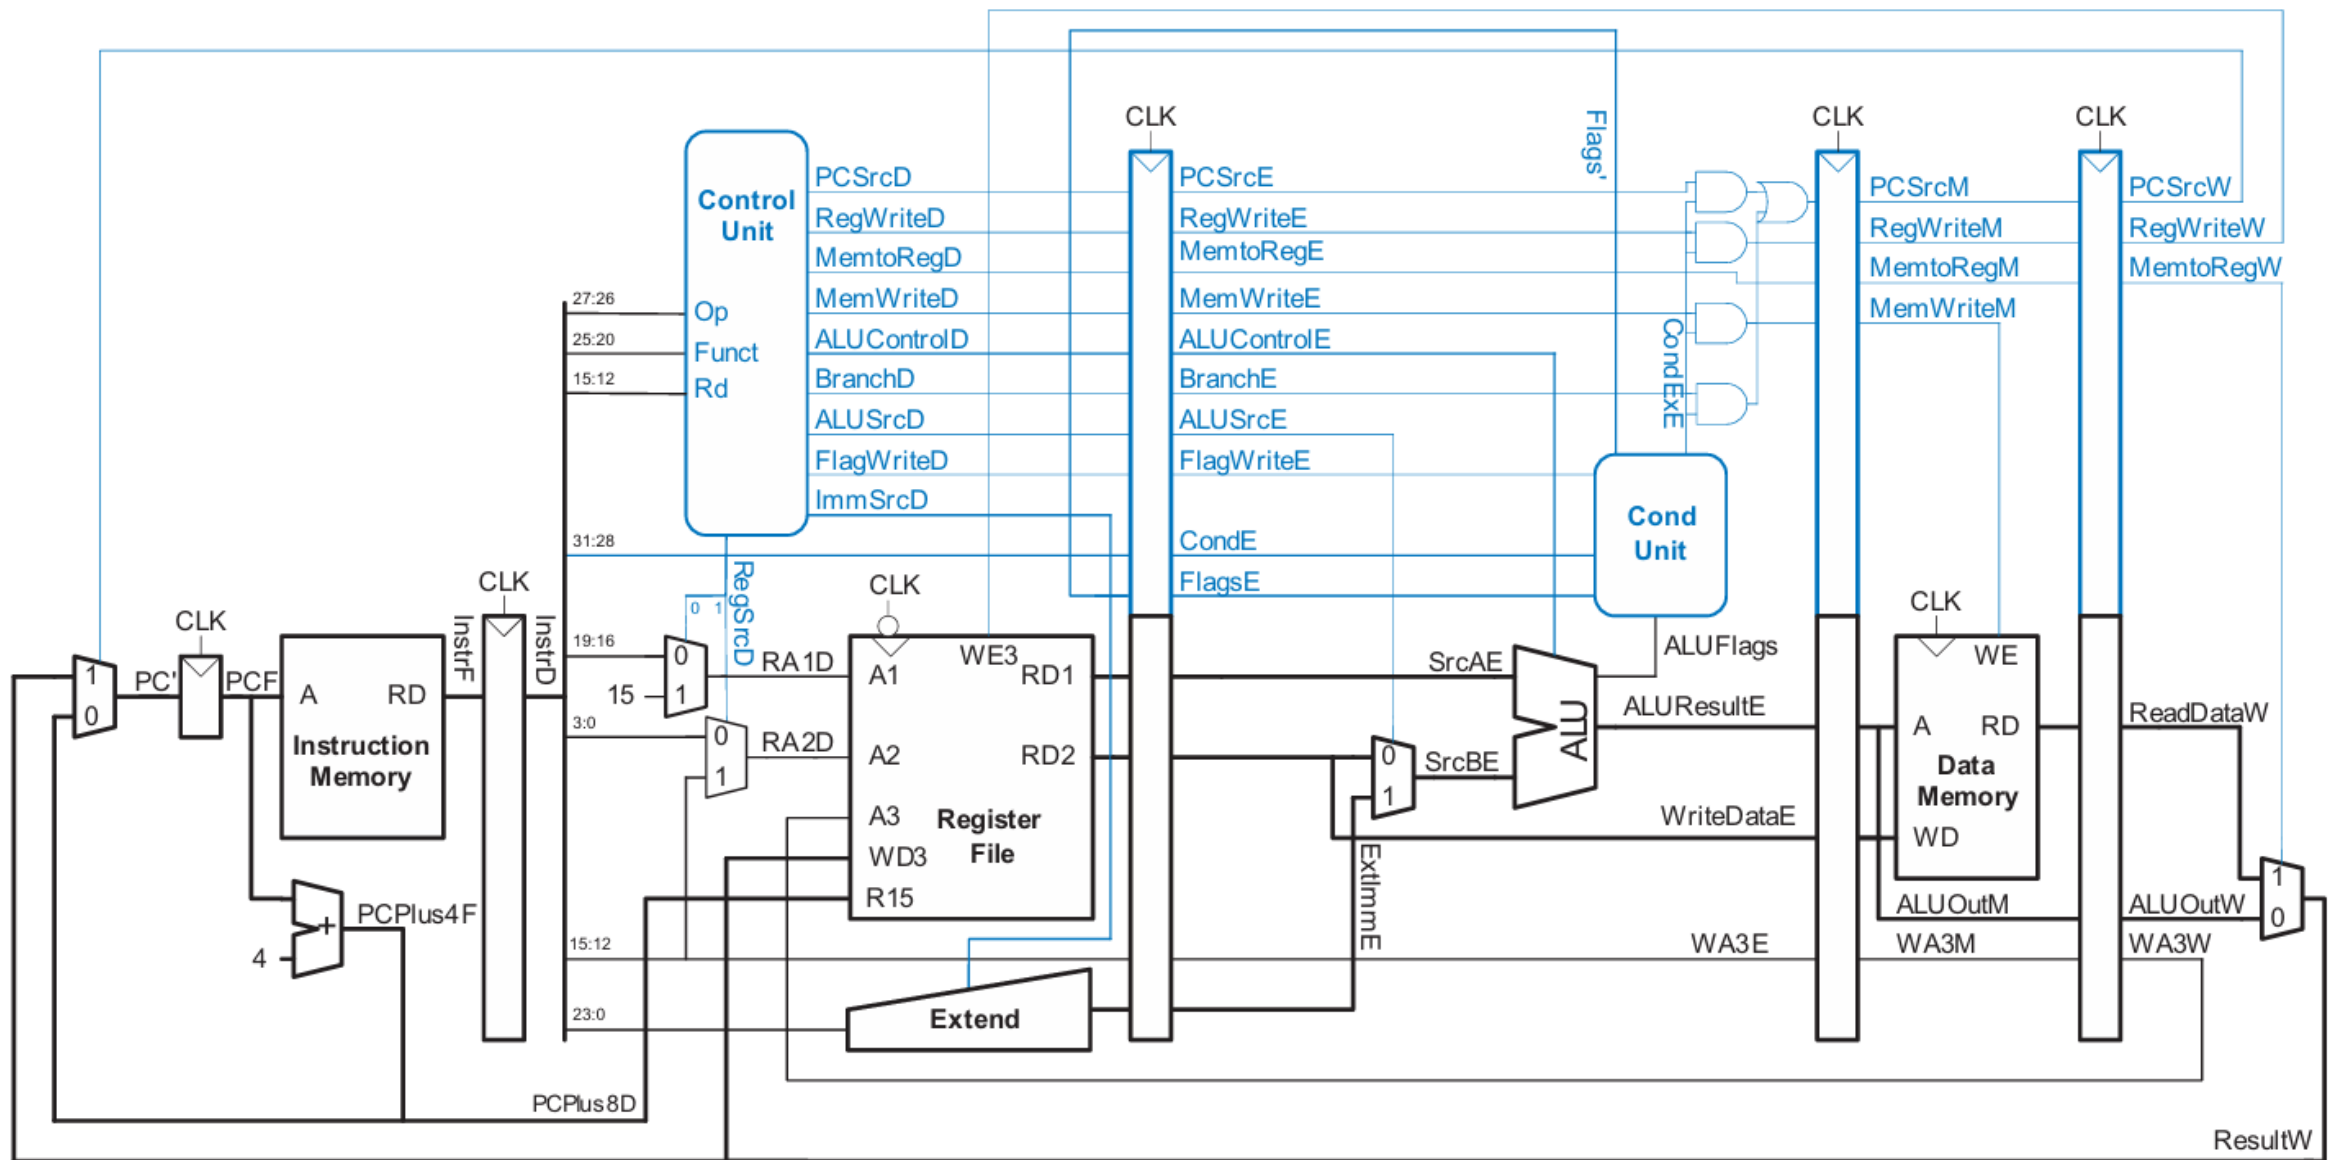 CLK
CLK
CLK
Flags'
Control
Unit
Op
Funct
Rd
PCSrcD
RegWriteD
MemtoRegD
MemWriteD
ALUControlD
BranchD
ALUSrcD
FlagWriteD
ImmSrcD
PCSrcE
RegWriteE
MemtoRegE
MemWriteE
ALUControlE
BranchE
ALUSrcE
FlagWriteE
CondE
FlagsE
CondExE
Cond
Unit
PCSrcM
RegWriteM
MemtoRegM
MemWriteM
PCSrcW
RegWriteW
MemtoRegW
27:26
25:20
15:12
31:28
19:16
15
3:0
15:12
23:0
RegSrcD
0 1
CLK
CLK
CLK
CLK
1
0
PC'
PCF
A
RD
Instruction
Memory
InstrF
InstrD
4
+
PCPlus4F
PCPlus8D
0
1
RA1D
0
1
RA2D
A1
A2
A3
WD3
R15
WE3
RD1
RD2
Register
File
Extend
ExtImmE
0
1
SrcAE
SrcBE
ALU
ALUFlags
ALUResultE
WriteDataE
WA3E
WE
A
RD
Data
Memory
WD
ALUOutM
WA3M
ReadDataW
ALUOutW
WA3W
1
0
ResultW